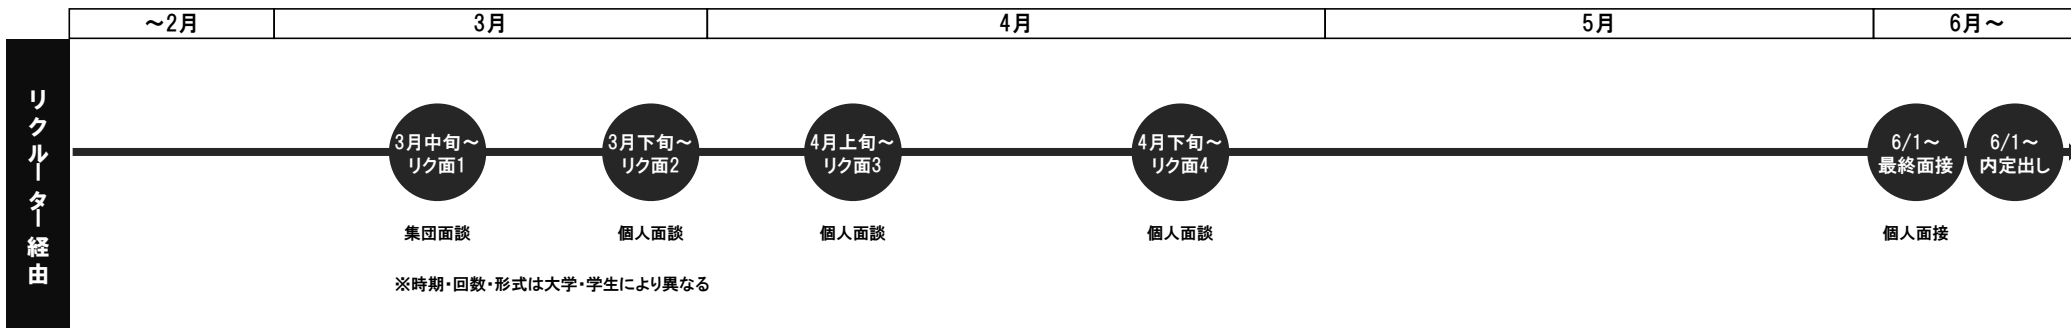 ～2月
3月
4月
5月
6月～
リクルーター経由
3月中旬～
リク面1
3月下旬～
リク面2
4月上旬～
リク面3
4月下旬～
リク面4
6/1～
最終面接
6/1～
内定出し
集団面談
個人面談
個人面談
個人面談
個人面接
※時期・回数・形式は大学・学生により異なる